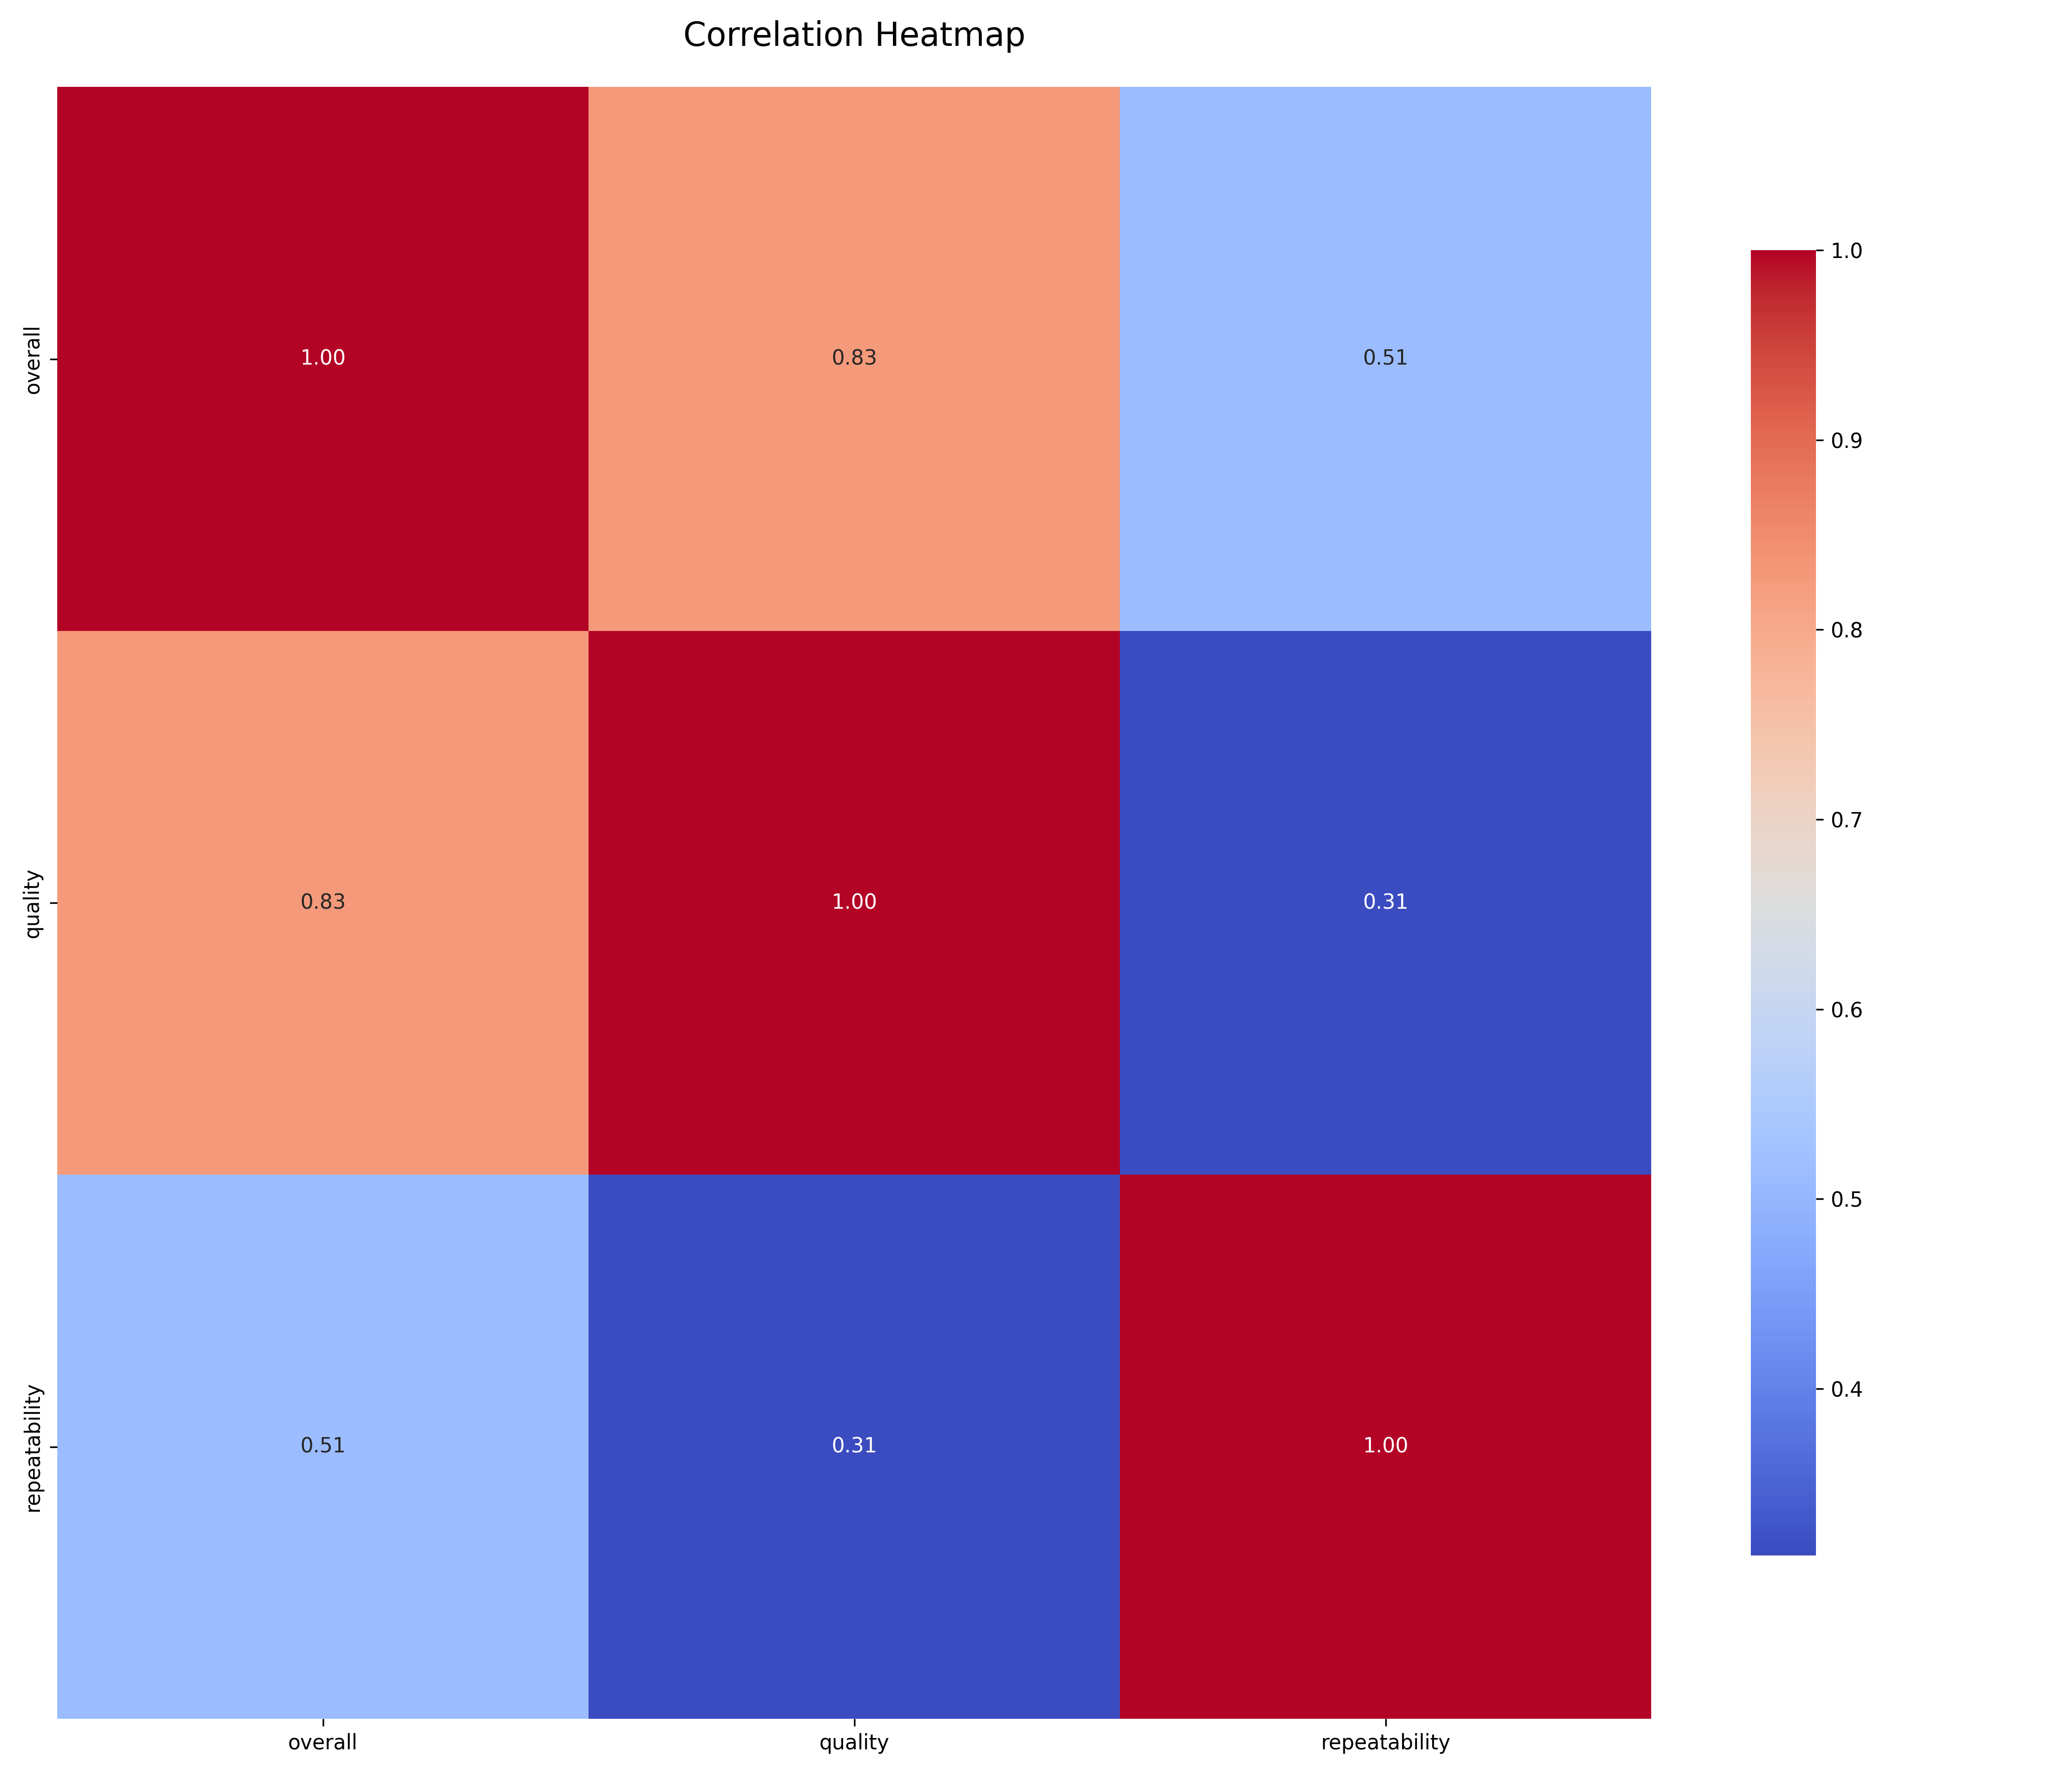 Correlation Heatmap
overall
1.00
0.83
0.51
quality
0.83
1.00
0.31
repeatability
0.51
0.31
1.00
overall
quality
repeatability
1.0
0.9
0.8
0.7
0.6
0.5
0.4